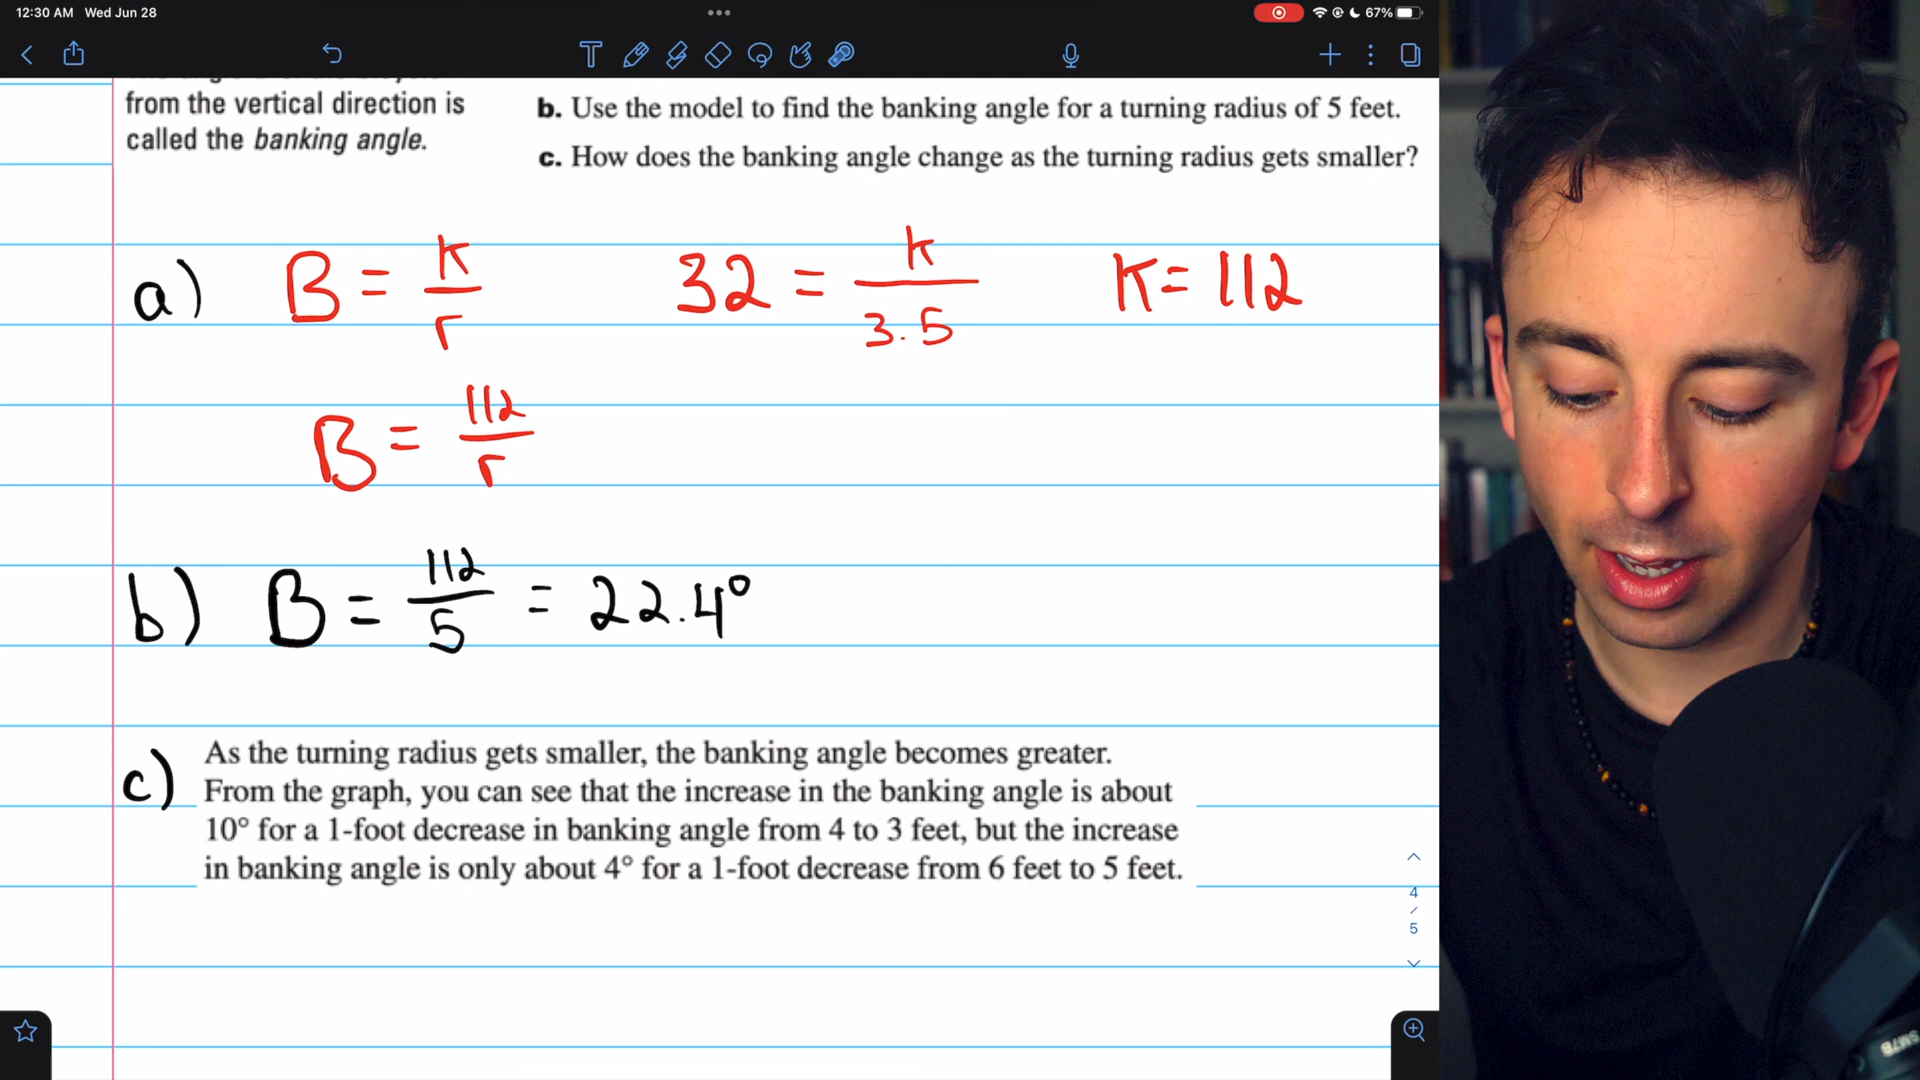 12:30 AM Wed Jun 28
67%
from the vertical direction is
called the banking angle.
b. Use the model to find the banking angle for a turning radius of 5 feet.
c. How does the banking angle change as the turning radius gets smaller?
a) B = K/r 32 = K/3.5 K = 112
B = 112/r
b) B = 112/5 = 22.4°
c) As the turning radius gets smaller, the banking angle becomes greater.
From the graph, you can see that the increase in the banking angle is about
10° for a 1-foot decrease in banking angle from 4 to 3 feet, but the increase
in banking angle is only about 4° for a 1-foot decrease from 6 feet to 5 feet.
4
/
5
SM7B